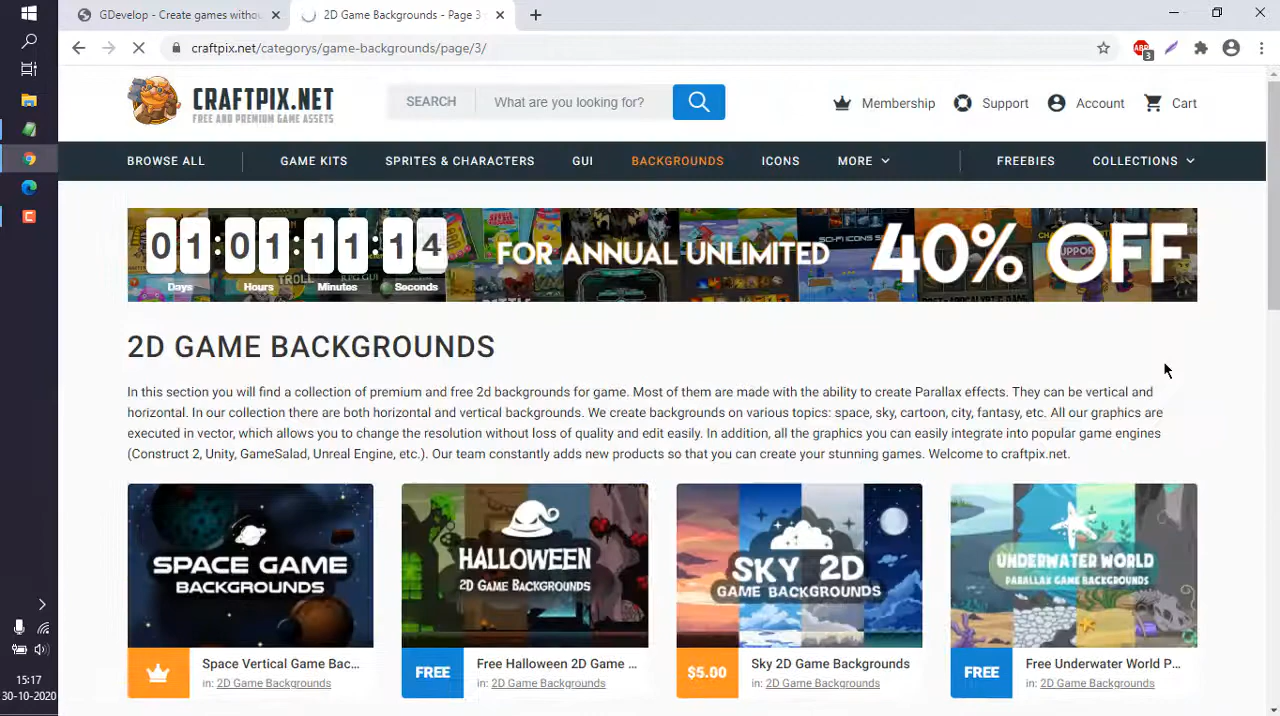 GDevelop - Create games witho
2D Game Backgrounds - Page 3
craftpix.net/categorys/game-backgrounds/page/3/
ABP
3
CRAFTPIX.NET
FREE AND PREMIUM GAME ASSETS
SEARCH
What are you looking for?
Membership
Support
Account
Cart
BROWSE ALL
GAME KITS
SPRITES & CHARACTERS
GUI
BACKGROUNDS
ICONS
MORE
FREEBIES
COLLECTIONS
01:01:11:14
Days
Hours
Minutes
Seconds
FOR ANNUAL UNLIMITED
40% OFF
2D GAME BACKGROUNDS
In this section you will find a collection of premium and free 2d backgrounds for game. Most of them are made with the ability to create Parallax effects. They can be vertical and
horizontal. In our collection there are both horizontal and vertical backgrounds. We create backgrounds on various topics: space, sky, cartoon, city, fantasy, etc. All our graphics are
executed in vector, which allows you to change the resolution without loss of quality and edit easily. In addition, all the graphics you can easily integrate into popular game engines
(Construct 2, Unity, GameSalad, Unreal Engine, etc.). Our team constantly adds new products so that you can create your stunning games. Welcome to craftpix.net.
SPACE GAME
BACKGROUNDS
HALLOWEEN
2D GAME BACKGROUNDS
SKY 2D
GAME BACKGROUNDS
UNDERWATER WORLD
PARALLAX GAME BACKGROUNDS
Space Vertical Game Bac...
in: 2D Game Backgrounds
FREE
Free Halloween 2D Game ...
in: 2D Game Backgrounds
$5.00
Sky 2D Game Backgrounds
in: 2D Game Backgrounds
FREE
Free Underwater World P...
in: 2D Game Backgrounds
15:17
30-10-2020